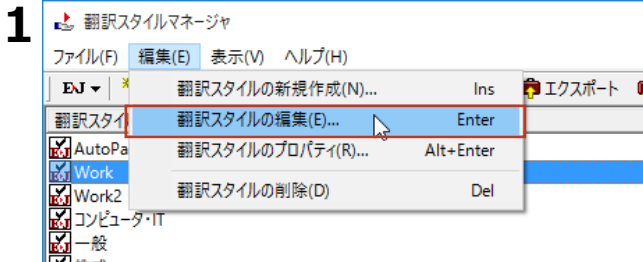 1
翻訳スタイルマネージャ
ファイル(F) 編集(E) 表示(V) ヘルプ(H)
EJ
翻訳スタイルの新規作成(N)... Ins
エクスポート
翻訳スタイルの編集(E)... Enter
翻訳スタイ
翻訳スタイルのプロパティ(R)... Alt+Enter
AutoPa
Work
翻訳スタイルの削除(D) Del
Work2
コンピュータ・IT
一般